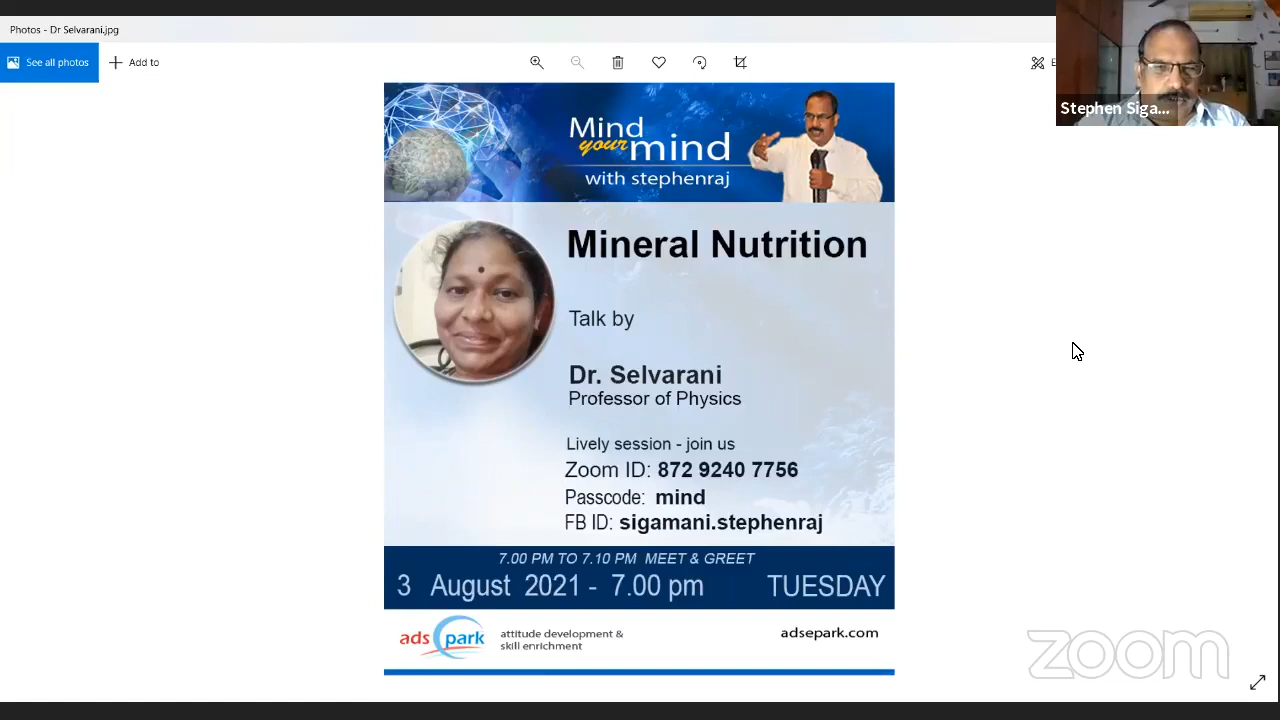 Photos - Dr Selvarani.jpg
See all photos
Add to
Stephen Siga...
Mind
your mind
with stephenraj
Mineral Nutrition
Talk by
Dr. Selvarani
Professor of Physics
Lively session - join us
Zoom ID: 872 9240 7756
Passcode: mind
FB ID: sigamani.stephenraj
7.00 PM TO 7.10 PM MEET & GREET
3 August 2021 - 7.00 pm TUESDAY
ads park
attitude development &
skill enrichment
adsepark.com
zoom